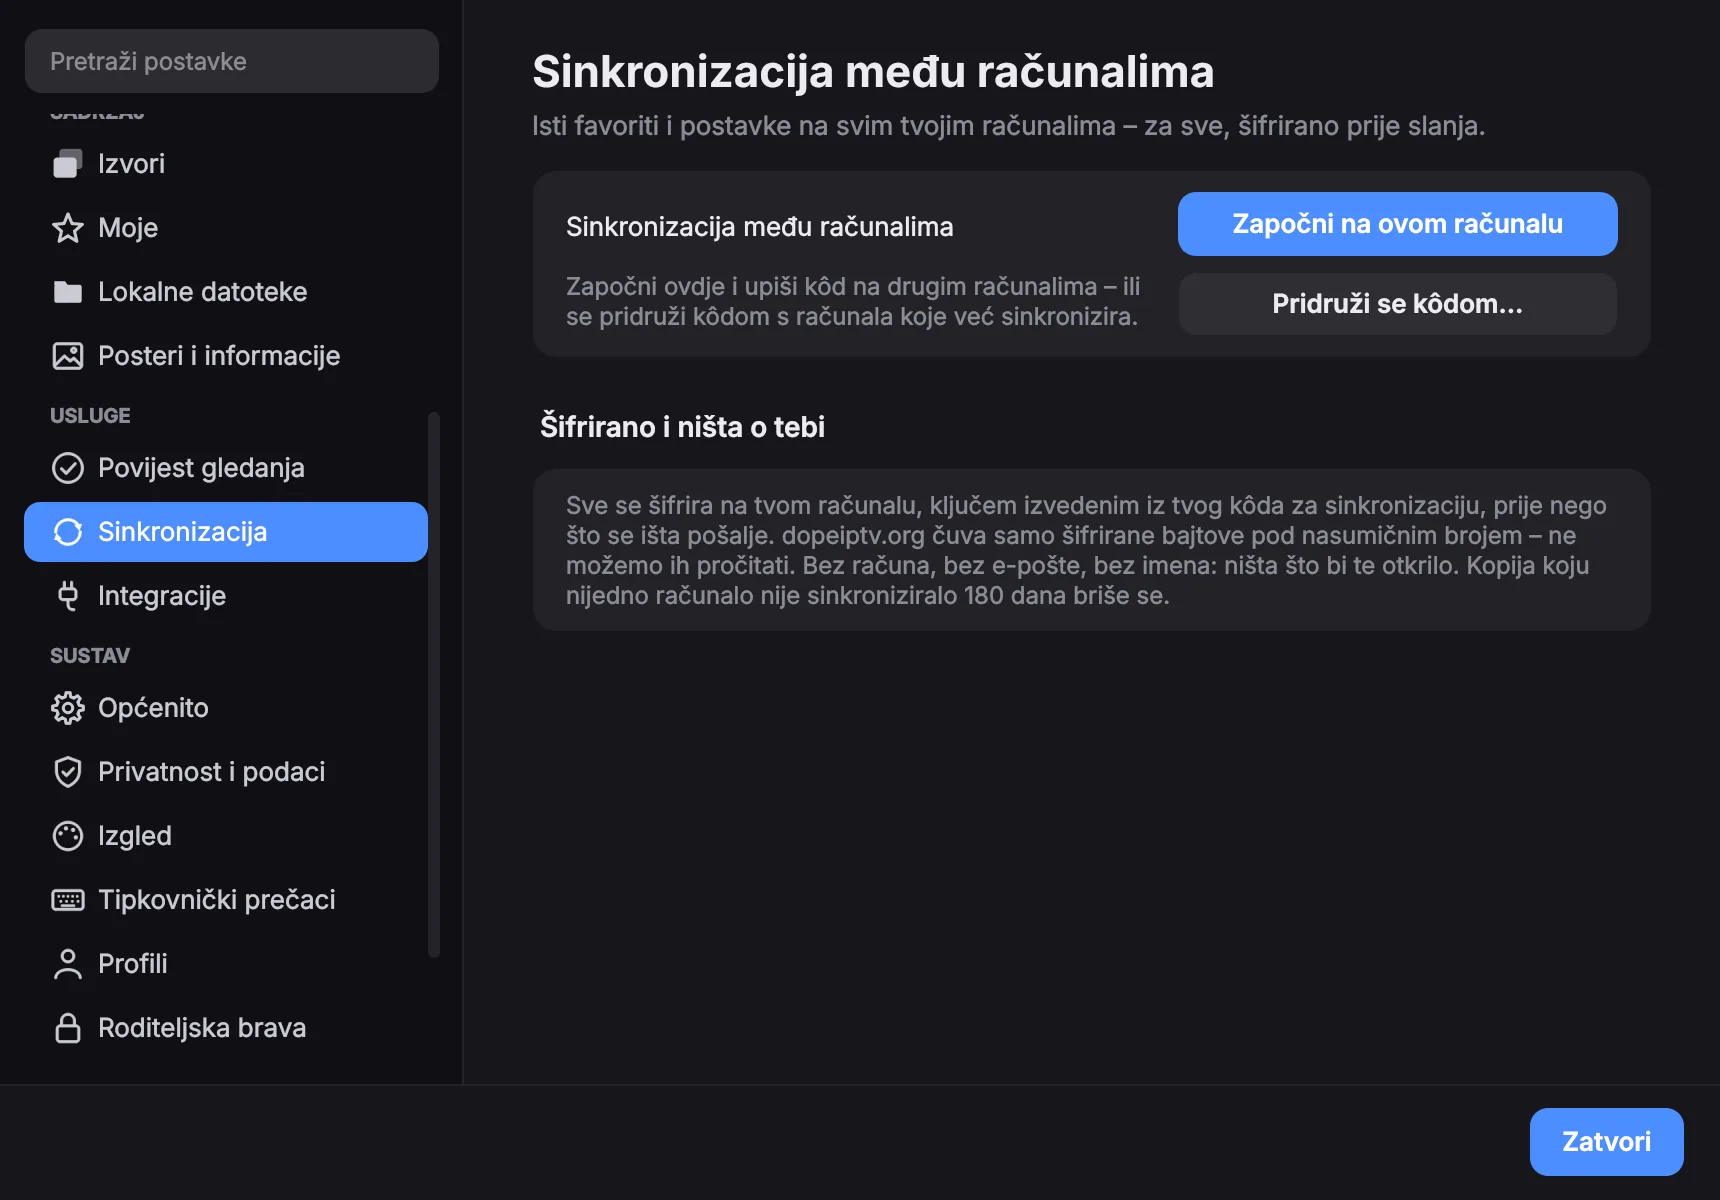 Pretraži postavke
Izvori
Moje
Lokalne datoteke
Posteri i informacije
USLUGE
Povijest gledanja
Sinkronizacija
Integracije
SUSTAV
Općenito
Privatnost i podaci
Izgled
Tipkovnički prečaci
Profili
Roditeljska brava
Sinkronizacija među računalima
Isti favoriti i postavke na svim tvojim računalima – za sve, šifrirano prije slanja.
Sinkronizacija među računalima
Započni ovdje i upiši kôd na drugim računalima – ili
se pridruži kôdom s računala koje već sinkronizira.
Započni na ovom računalu
Pridruži se kôdom...
Šifrirano i ništa o tebi
Sve se šifrira na tvom računalu, ključem izvedenim iz tvog kôda za sinkronizaciju, prije nego
što se išta pošalje. dopeiptv.org čuva samo šifrirane bajtove pod nasumičnim brojem – ne
možemo ih pročitati. Bez računa, bez e-pošte, bez imena: ništa što bi te otkrilo. Kopija koju
nijedno računalo nije sinkroniziralo 180 dana briše se.
Zatvori